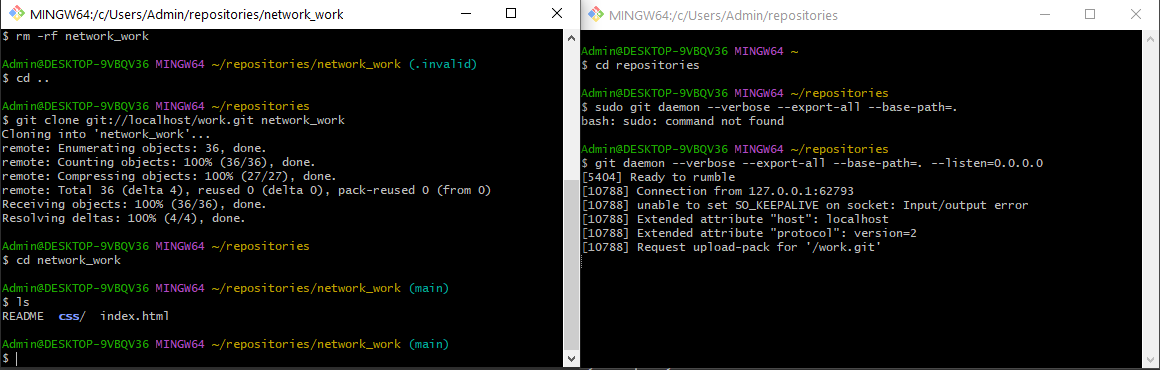 MINGW64:/c/Users/Admin/repositories/network_work
$ rm -rf network_work
Admin@DESKTOP-9VBQV36 MINGW64 ~/repositories/network_work (.invalid)
$ cd ..
Admin@DESKTOP-9VBQV36 MINGW64 ~/repositories
$ git clone git://localhost/work.git network_work
Cloning into 'network_work'...
remote: Enumerating objects: 36, done.
remote: Counting objects: 100% (36/36), done.
remote: Compressing objects: 100% (27/27), done.
remote: Total 36 (delta 4), reused 0 (delta 0), pack-reused 0 (from 0)
Receiving objects: 100% (36/36), done.
Resolving deltas: 100% (4/4), done.
Admin@DESKTOP-9VBQV36 MINGW64 ~/repositories
$ cd network_work
Admin@DESKTOP-9VBQV36 MINGW64 ~/repositories/network_work (main)
$ ls
README  css/  index.html
Admin@DESKTOP-9VBQV36 MINGW64 ~/repositories/network_work (main)
$
MINGW64:/c/Users/Admin/repositories
Admin@DESKTOP-9VBQV36 MINGW64 ~
$ cd repositories
Admin@DESKTOP-9VBQV36 MINGW64 ~/repositories
$ sudo git daemon --verbose --export-all --base-path=.
bash: sudo: command not found
Admin@DESKTOP-9VBQV36 MINGW64 ~/repositories
$ git daemon --verbose --export-all --base-path=. --listen=0.0.0.0
[5404] Ready to rumble
[10788] Connection from 127.0.0.1:62793
[10788] unable to set SO_KEEPALIVE on socket: Input/output error
[10788] Extended attribute "host": localhost
[10788] Extended attribute "protocol": version=2
[10788] Request upload-pack for '/work.git'